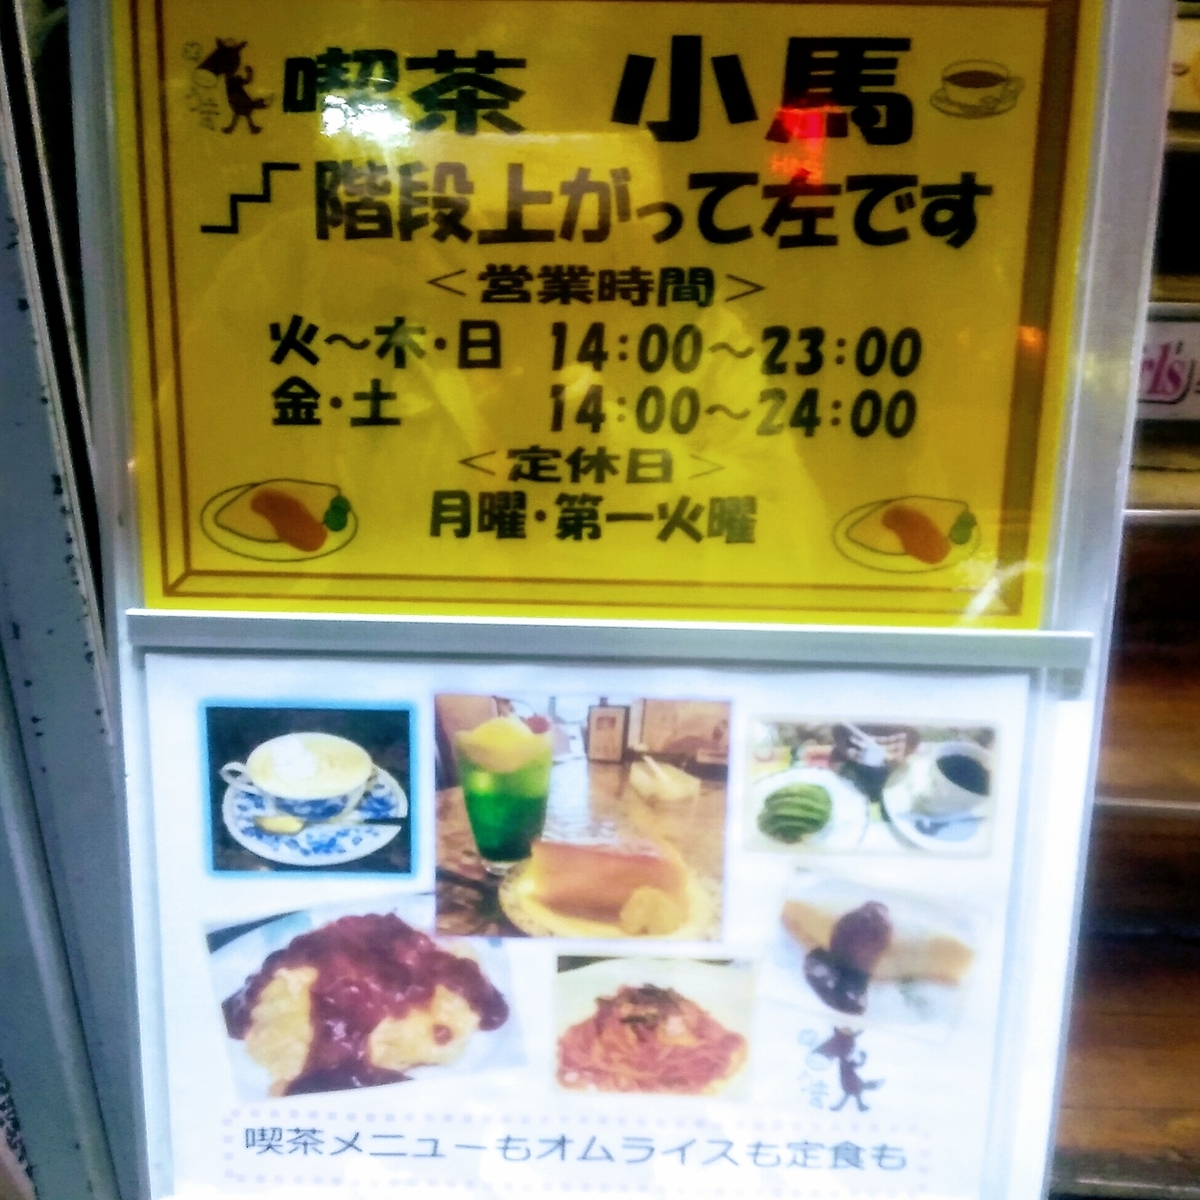 喫茶 小馬
階段上がって左です
<営業時間>
火~木・日 14:00~23:00
金・土 14:00~24:00
<定休日>
月曜・第一火曜
喫茶メニューもオムライスも定食も